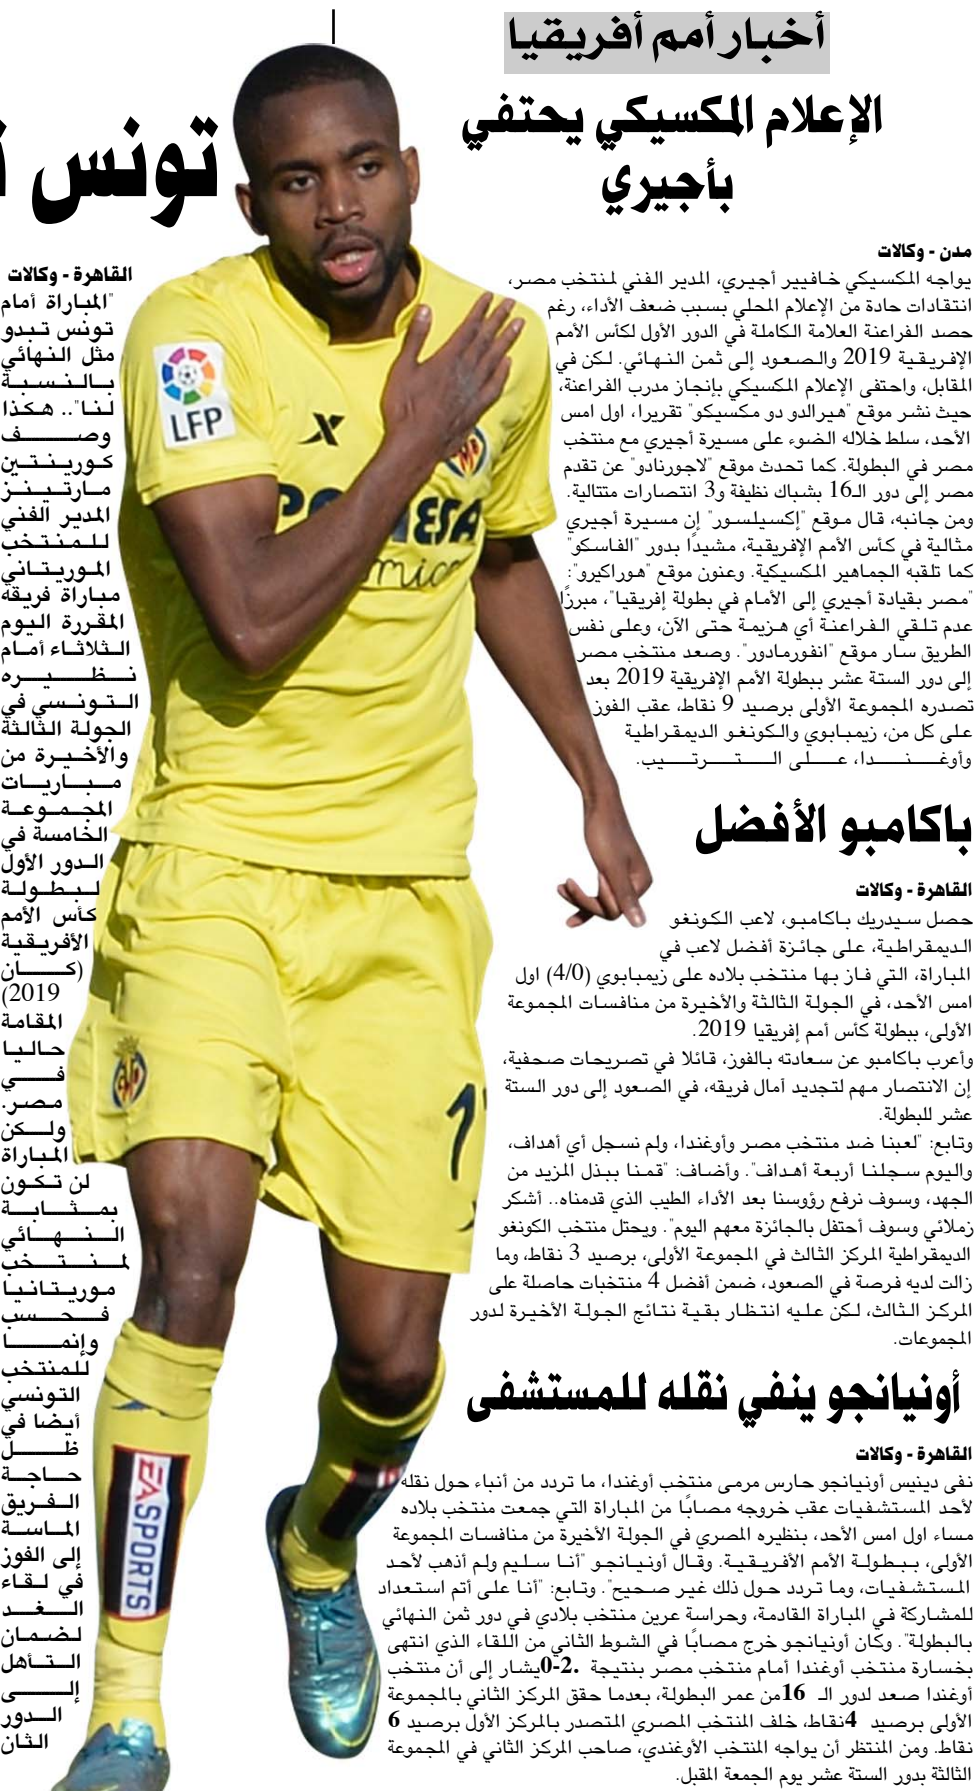 أخبار أمم أفريقيا
الإعلام المكسيكي يحتفي
بأجيري
مدن - وكالات
يواجه المكسيكي خافيير أجيري، المدير الفني لمنتخب مصر،
انتقادات حادة من الإعلام المحلي بسبب ضعف الأداء، رغم
حصد الفراعنة العلامة الكاملة في الدور الأول لكأس الأمم
الإفريقية 2019 والصعود إلى ثمن النهائي. لكن في
المقابل، واحتفى الإعلام المكسيكي بإنجاز مدرب الفراعنة،
حيث نشر موقع "هيرالدو دو مكسيكو" تقريرا، اول امس
الأحد، سلط خلاله الضوء على مسيرة أجيري مع منتخب
مصر في البطولة. كما تحدث موقع "لاجورنادو" عن تقدم
مصر إلى دور الـ16 بشباك نظيفة و3 انتصارات متتالية.
ومن جانبه، قال موقع "إكسيلسور" إن مسيرة أجيري
مثالية في كأس الأمم الإفريقية، مشيدًا بدور "الفاسكو"
كما تلقبه الجماهير المكسيكية. وعنون موقع "هوراكيرو":
"مصر بقيادة أجيري إلى الأمام في بطولة إفريقيا"، مبرزًا
عدم تلقي الفراعنة أي هزيمة حتى الآن، وعلى نفس
الطريق سار موقع "انفورمادور". وصعد منتخب مصر
إلى دور الستة عشر ببطولة الأمم الإفريقية 2019 بعد
تصدره المجموعة الأولى برصيد 9 نقاط، عقب الفوز
على كل من، زيمبابوي والكونغو الديمقراطية
وأوغندا، على الترتيب.
باكامبو الأفضل
القاهرة - وكالات
حصل سيدريك باكامبو، لاعب الكونغو
الديمقراطية، على جائزة أفضل لاعب في
المباراة، التي فاز بها منتخب بلاده على زيمبابوي (4/0) اول
امس الأحد، في الجولة الثالثة والأخيرة من منافسات المجموعة
الأولى، ببطولة كأس أمم إفريقيا 2019.
وأعرب باكامبو عن سعادته بالفوز، قائلا في تصريحات صحفية،
إن الانتصار مهم لتجديد آمال فريقه، في الصعود إلى دور الستة
عشر للبطولة.
وتابع: "لعبنا ضد منتخب مصر وأوغندا، ولم نسجل أي أهداف،
واليوم سجلنا أربعة أهداف". وأضاف: "قمنا ببذل المزيد من
الجهد، وسوف نرفع رؤوسنا بعد الأداء الطيب الذي قدمناه.. أشكر
زملائي وسوف أحتفل بالجائزة معهم اليوم". ويحتل منتخب الكونغو
الديمقراطية المركز الثالث في المجموعة الأولى، برصيد 3 نقاط، وما
زالت لديه فرصة في الصعود، ضمن أفضل 4 منتخبات حاصلة على
المركز الثالث، لكن عليه انتظار بقية نتائج الجولة الأخيرة لدور
المجموعات.
أونيانجو ينفي نقله للمستشفى
القاهرة - وكالات
نفى دينيس أونيانجو حارس مرمى منتخب أوغندا، ما تردد من أنباء حول نقله
لأحد المستشفيات عقب خروجه مصابًا من المباراة التي جمعت منتخب بلاده
مساء اول امس الأحد، بنظيره المصري في الجولة الأخيرة من منافسات المجموعة
الأولى، ببطولة الأمم الأفريقية. وقال أونيانجو "أنا سليم ولم أذهب لأحد
المستشفيات، وما تردد حول ذلك غير صحيح". وتابع: "أنا على أتم استعداد
للمشاركة في المباراة القادمة، وحراسة عرين منتخب بلادي في دور ثمن النهائي
بالبطولة". وكان أونيانجو خرج مصابًا في الشوط الثاني من اللقاء الذي انتهى
بخسارة منتخب أوغندا أمام منتخب مصر بنتيجة .2-0يشار إلى أن منتخب
أوغندا صعد لدور الـ 16من عمر البطولة، بعدما حقق المركز الثاني بالمجموعة
الأولى برصيد 4نقاط، خلف المنتخب المصري المتصدر بالمركز الأول برصيد 6
نقاط. ومن المنتظر أن يواجه المنتخب الأوغندي، صاحب المركز الثاني في المجموعة
الثالثة بدور الستة عشر يوم الجمعة المقبل.
تونس
القاهرة - وكالات
"المباراة أمام
تونس تبدو
مثل النهائي
بالنسبة
لنا".. هكذا
وصف
كورينتين
مارتينز
المدير الفني
للمنتخب
الموريتاني
مباراة فريقه
المقررة اليوم
الثلاثاء أمام
نظيره
التونسي في
الجولة الثالثة
والأخيرة من
مباريات
المجموعة
الخامسة في
الدور الأول
لبطولة
كأس الأمم
الأفريقية
(كان
2019)
المقامة
حاليا
في
مصر.
ولكن
المباراة
لن تكون
بمثابة
النهائي
لمنتخب
موريتانيا
فحسب
وإنما
للمنتخب
التونسي
أيضا في
ظل
حاجة
الفريق
الماسة
إلى الفوز
في لقاء
الغد
لضمان
التأهل
إلى
الدور
الثان
LFP
EA SPORTS